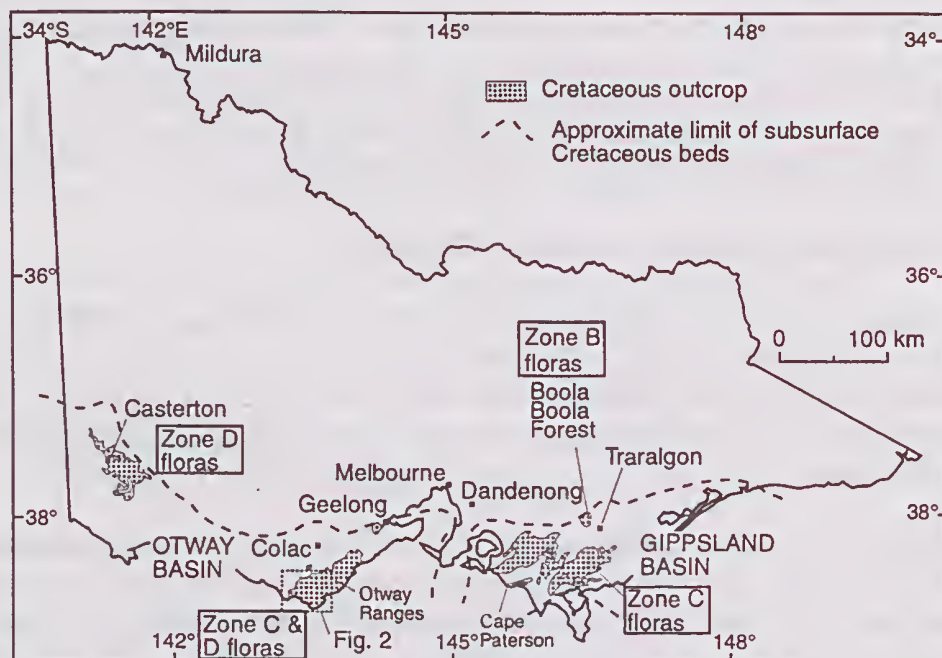 34°S
142°E
145°
148°
34°
Mildura
Cretaceous outcrop
Approximate limit of subsurface
Cretaceous beds
36°
36°
0 100 km
Zone B
floras
Boola
Boola
Forest
Casterton
Zone D
floras
Traralgon
Melbourne
Dandenong
Geelong
38°
38°
OTWAY
BASIN
Colac
GIPPSLAND
BASIN
Otway
Ranges
Cape
Paterson
Zone C
floras
Zone C &
D floras
Fig. 2
142°
145°
148°